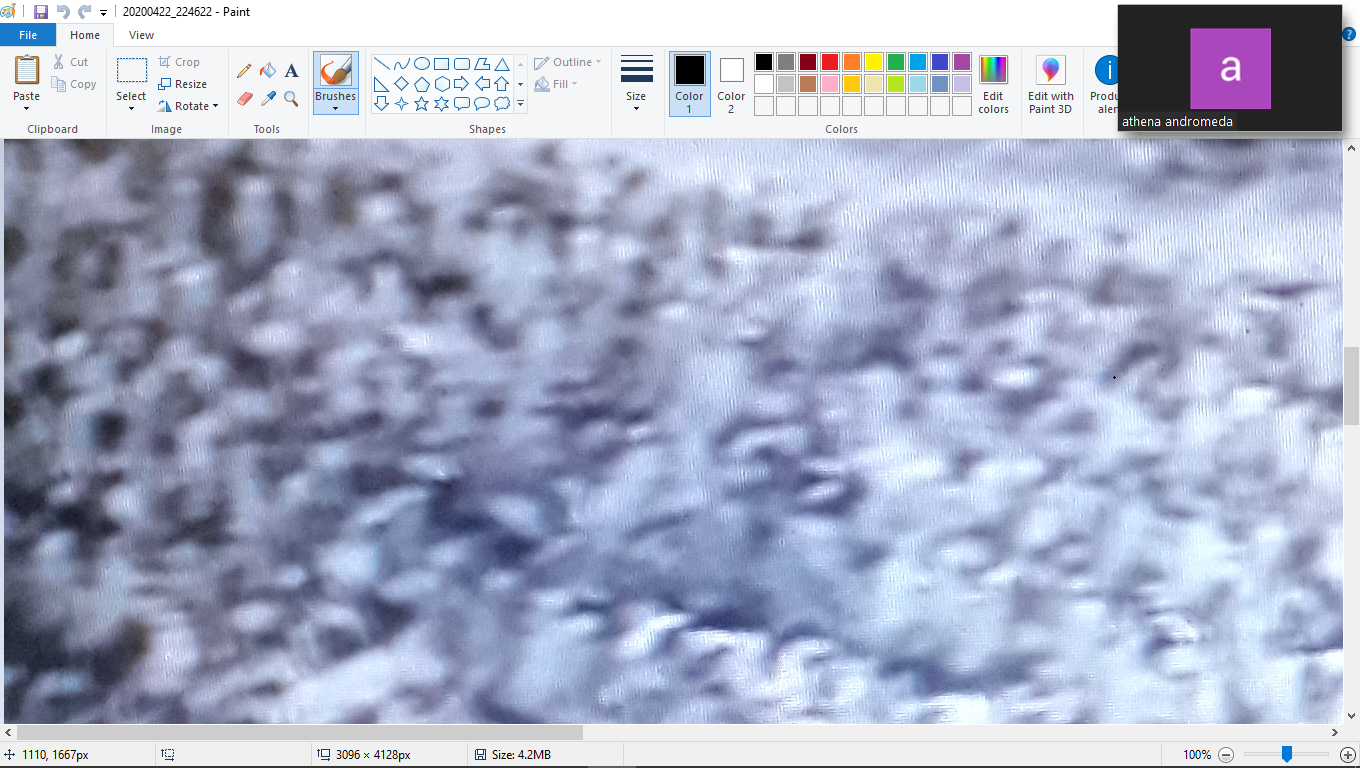 20200422_224622 - Paint
File Home View
Paste Cut Copy Clipboard
Select Crop Resize Rotate Image
A Tools
Brushes
Shapes Outline Fill
Size
Color 1 Color 2 Edit colors Colors
Edit with Paint 3D
a
athena andromeda
1110, 1667px 3096 × 4128px Size: 4.2MB 100%